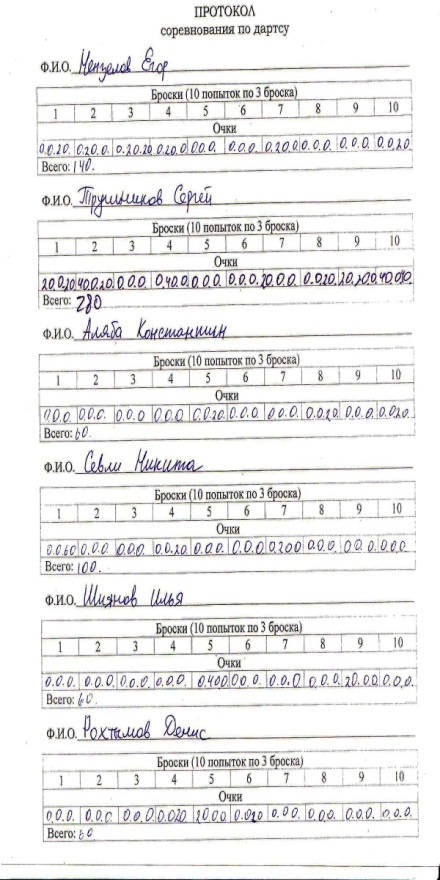 ПРОТОКОЛ
соревнования по дартсу
Ф.И.О. Мензелов Егор
Броски (10 попыток по 3 броска)
1 2 3 4 5 6 7 8 9 10
Очки
0.0.20. 0.20.0. 0.20.20 0.20.0 0.0.0. 0.0.0. 0.20.0 0.0.0. 0.0.0. 0.0.20
Всего: 140.
Ф.И.О. Трушников Сергей
Броски (10 попыток по 3 броска)
1 2 3 4 5 6 7 8 9 10
Очки
20.0.20 40.0.20 0.0.0 0.40.0 0.0.0. 0.0.0. 20.0.0. 0.0.20. 20.20.0 40.0.40.
Всего: 280
Ф.И.О. Аляба Константин
Броски (10 попыток по 3 броска)
1 2 3 4 5 6 7 8 9 10
Очки
0.0.0. 0.0.0. 0.0.0 0.0.0 0.0.20 0.0.0. 0.0.0. 0.0.20 0.0.0. 0.0.20.
Всего: 60.
Ф.И.О. Севли Никита
Броски (10 попыток по 3 броска)
1 2 3 4 5 6 7 8 9 10
Очки
0.0.60 0.0.0. 0.0.0. 0.0.20 0.0.0. 0.0.0 0.20.0 0.0.0. 0.0.0. 0.0.0.
Всего: 100.
Ф.И.О. Шиянов Илья
Броски (10 попыток по 3 броска)
1 2 3 4 5 6 7 8 9 10
Очки
0.0.0. 0.0.0. 0.0.0. 0.0.0. 0.40.0 0.0.0. 0.0.0 0.0.0. 20.0.0 0.0.0.
Всего: 60.
Ф.И.О. Рохтымов Денис
Броски (10 попыток по 3 броска)
1 2 3 4 5 6 7 8 9 10
Очки
0.0.0. 0.0.0 0.0.0 0.0.20 20.0.0 0.0.20 0.0.0. 0.0.0. 0.0.0. 0.0.0.
Всего: 60